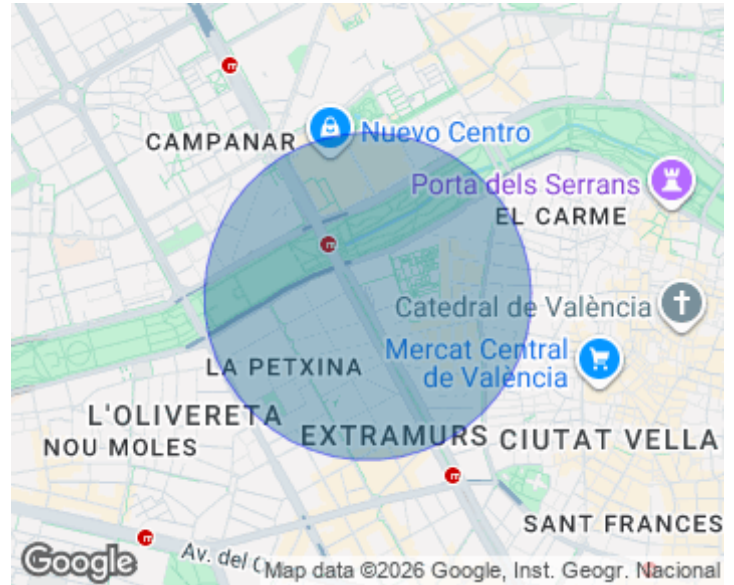 CAMPANAR
Nuevo Centro
Porta dels Serrans
EL CARME
Catedral de València
Mercat Central
de València
LA PETXINA
L'OLIVERETA
NOU MOLES
EXTRAMURS
CIUTAT VELLA
SANT FRANCES
Google
Av. del C
Map data ©2026 Google, Inst. Geogr. Nacional